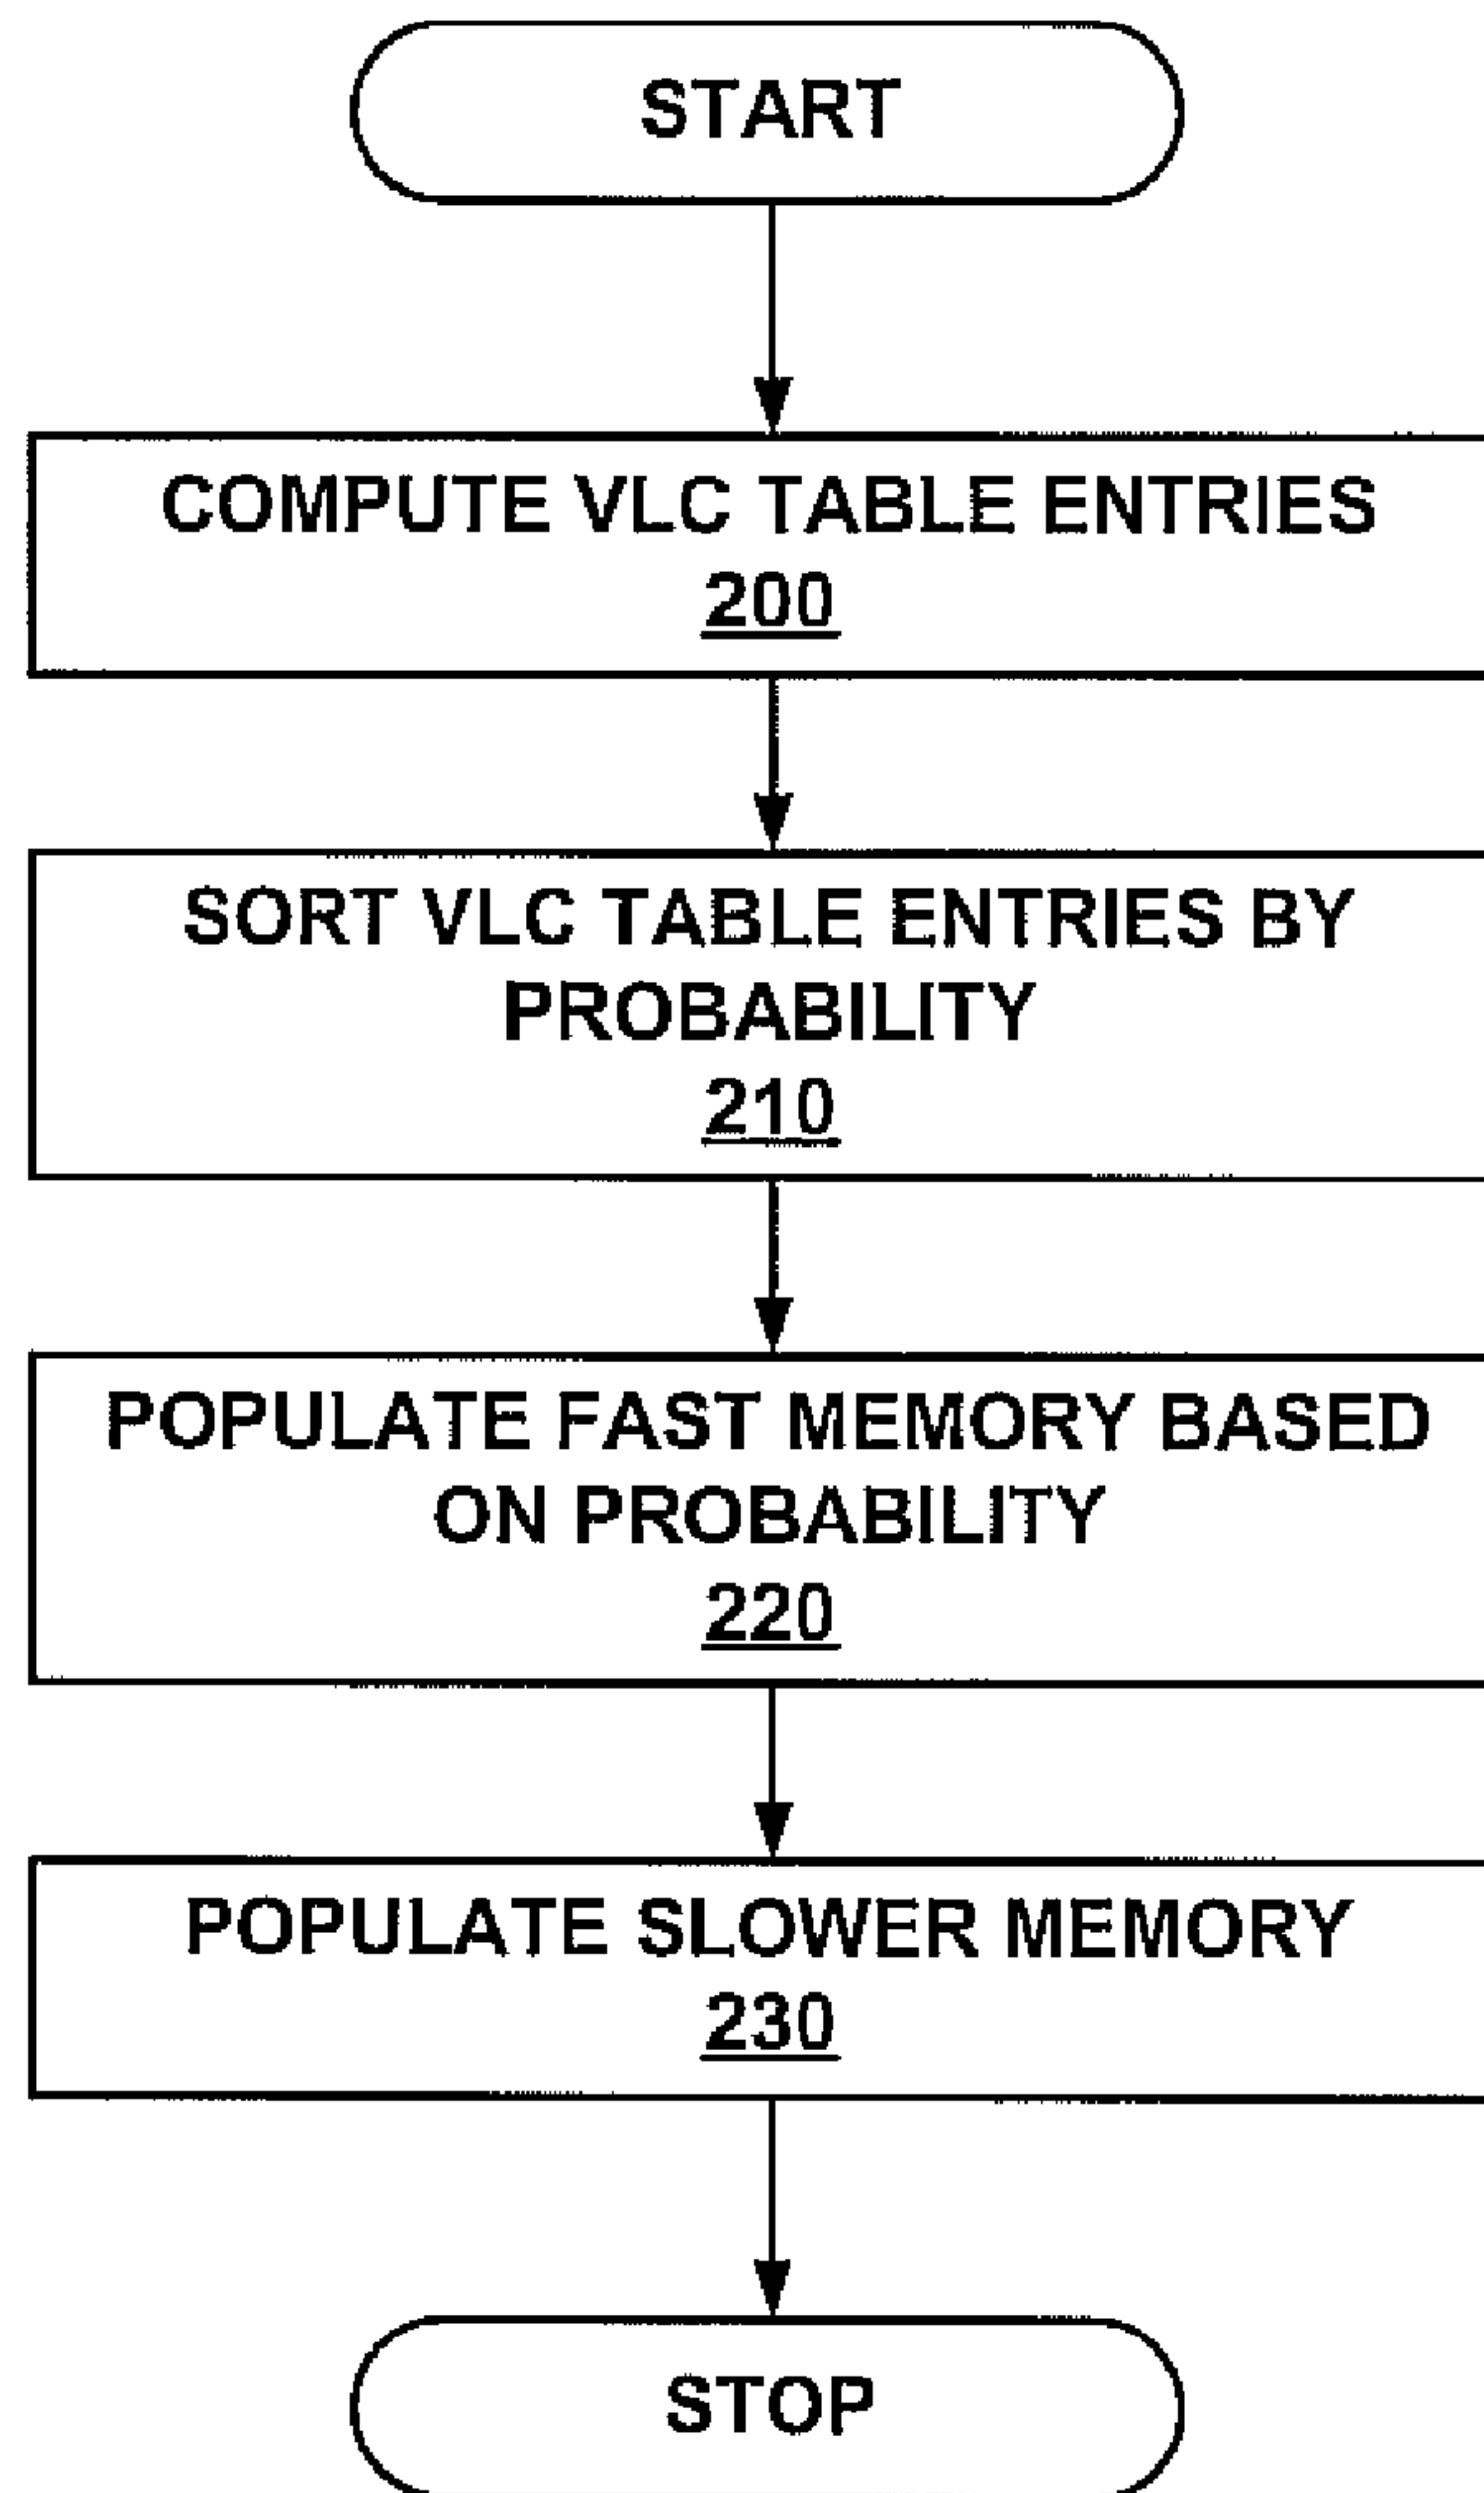 START
COMPUTE VLC TABLE ENTRIES
200
SORT VLC TABLE ENTRIES BY
PROBABILITY
210
POPULATE FAST MEMORY BASED
ON PROBABILITY
220
POPULATE SLOWER MEMORY
230
STOP